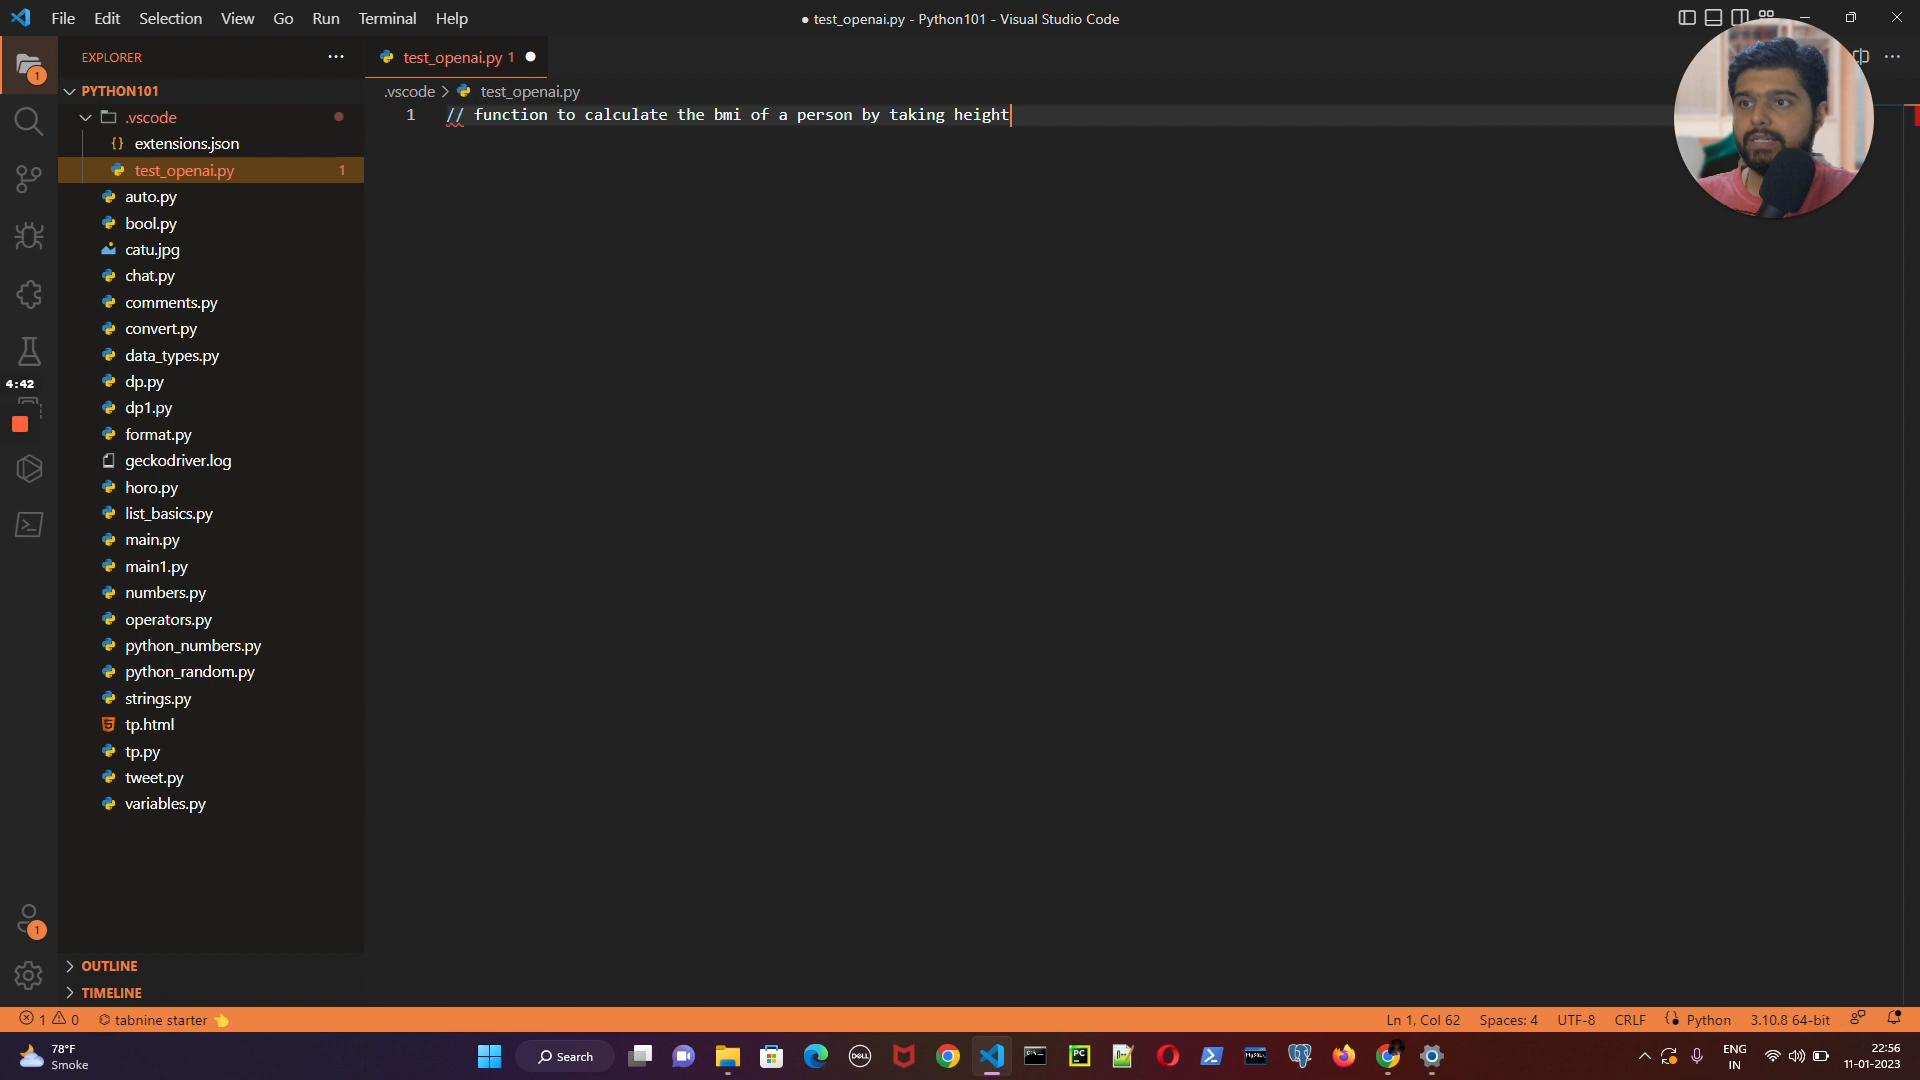 File Edit Selection View Go Run Terminal Help
● test_openai.py - Python101 - Visual Studio Code
EXPLORER
test_openai.py 1
PYTHON101
.vscode > test_openai.py
.vscode
1 // function to calculate the bmi of a person by taking height
extensions.json
test_openai.py 1
auto.py
bool.py
catu.jpg
chat.py
comments.py
convert.py
data_types.py
dp.py
4:42
dp1.py
format.py
geckodriver.log
horo.py
list_basics.py
main.py
main1.py
numbers.py
operators.py
python_numbers.py
python_random.py
strings.py
tp.html
tp.py
tweet.py
variables.py
1
1
OUTLINE
TIMELINE
1 0 tabnine starter
Ln 1, Col 62 Spaces: 4 UTF-8 CRLF Python 3.10.8 64-bit
78°F
Smoke
Search
DELL
PC
MySQL
ENG
IN
22:56
11-01-2023